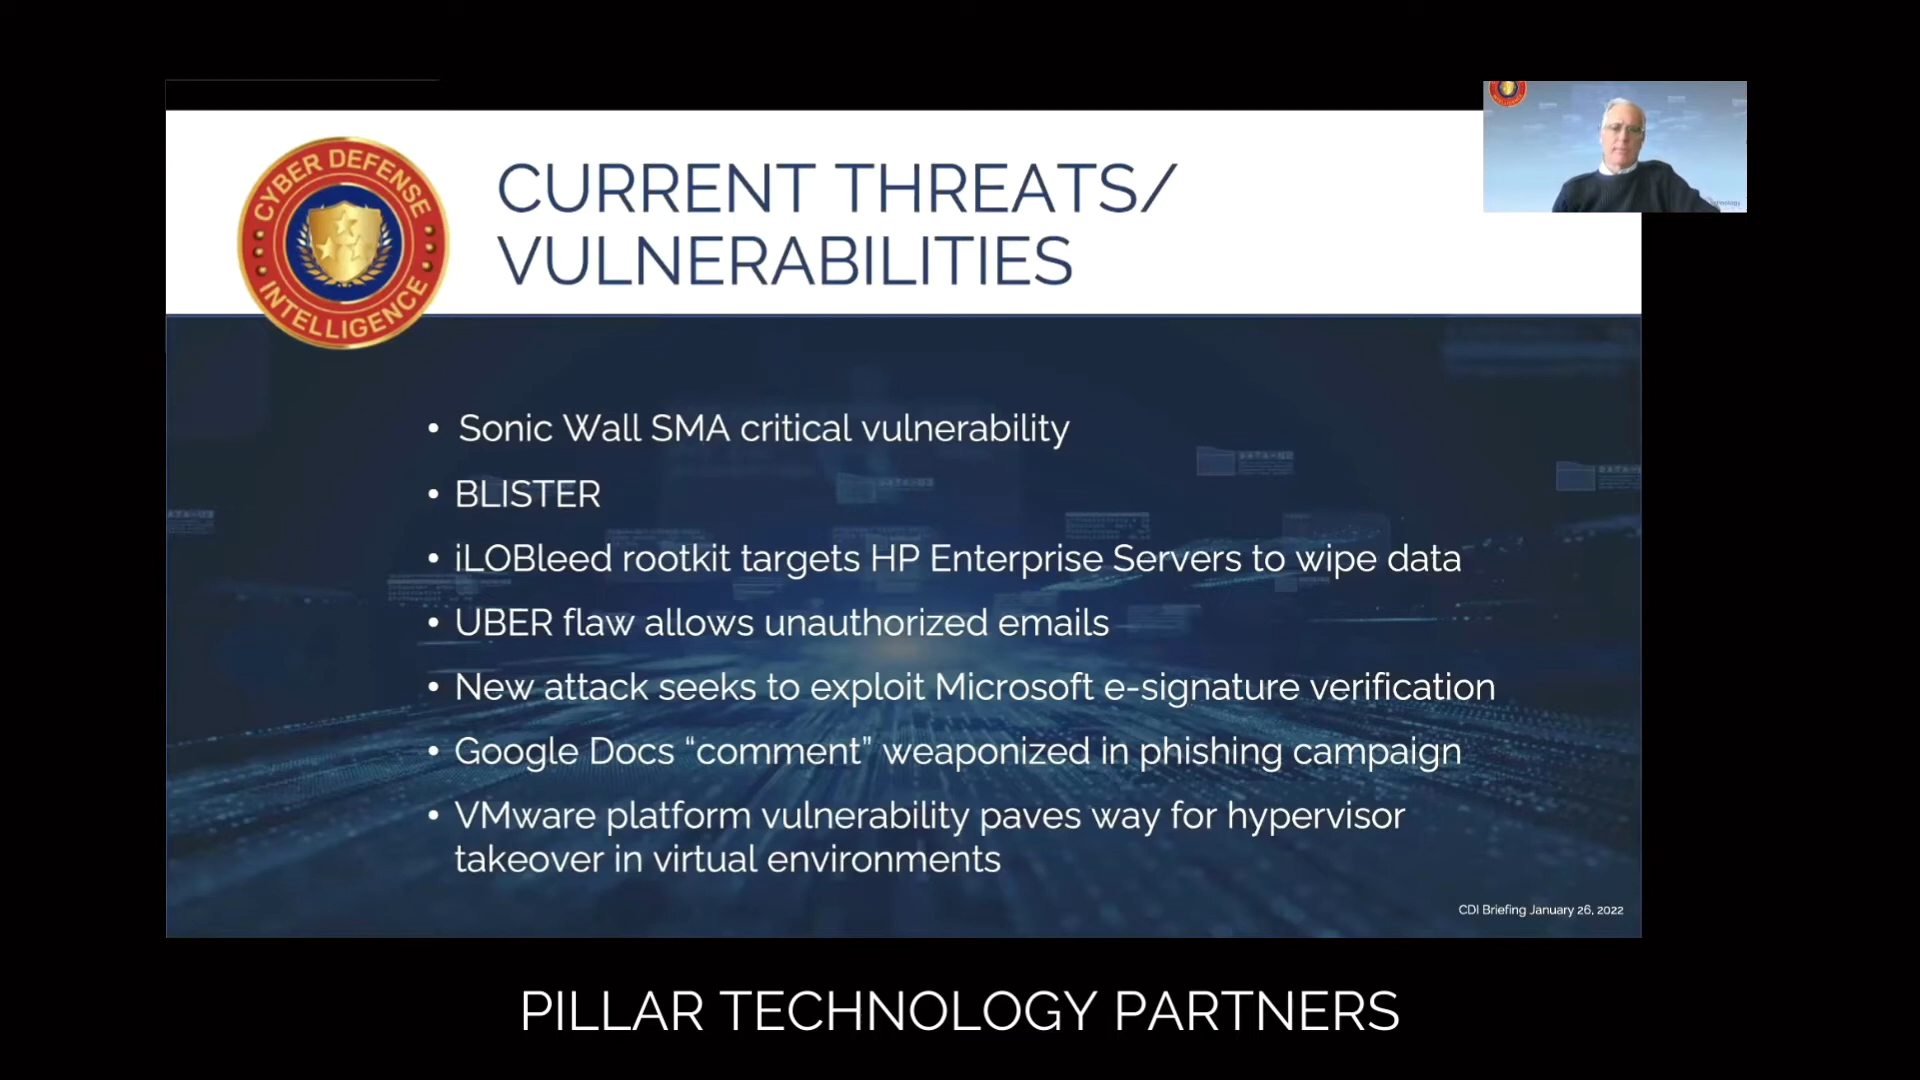 CYBER DEFENSE
INTELLIGENCE
CURRENT THREATS/
VULNERABILITIES
• Sonic Wall SMA critical vulnerability
• BLISTER
• iLOBleed rootkit targets HP Enterprise Servers to wipe data
• UBER flaw allows unauthorized emails
• New attack seeks to exploit Microsoft e-signature verification
• Google Docs “comment” weaponized in phishing campaign
• VMware platform vulnerability paves way for hypervisor
takeover in virtual environments
CDI Briefing January 26, 2022
PILLAR TECHNOLOGY PARTNERS